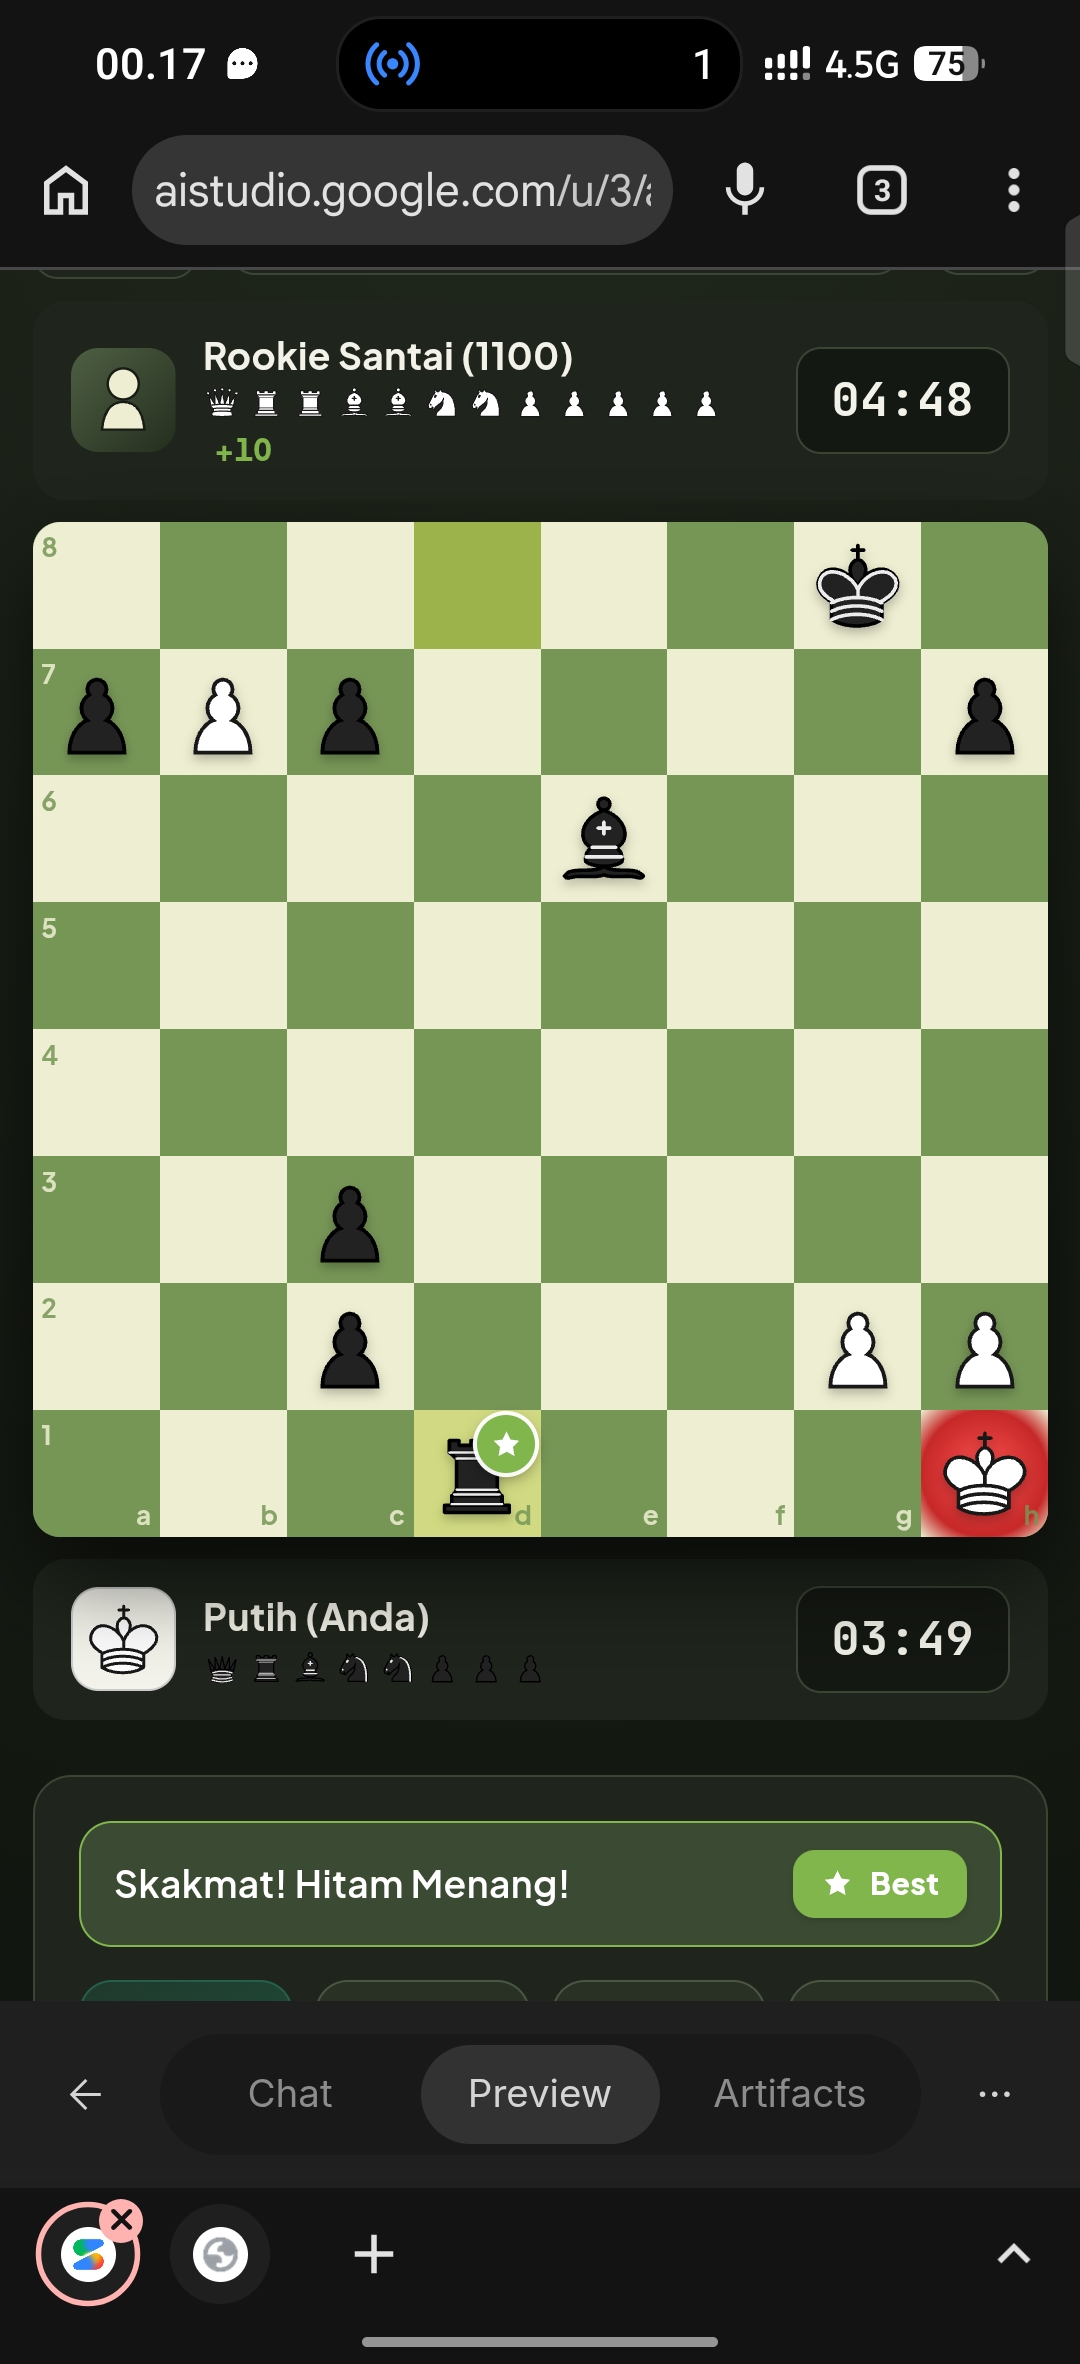 00.17
1
4.5G
75
aistudio.google.com/u/3/
3
Rookie Santai (1100)
+10
04:48
8
7
6
5
4
3
2
1
a b c d e f g h
Putih (Anda)
03:49
Skakmat! Hitam Menang!
Best
Chat
Preview
Artifacts